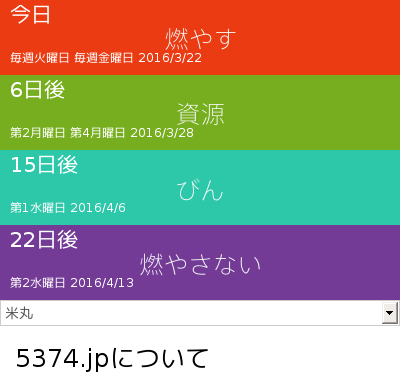 今日
燃やす
毎週火曜日 毎週金曜日 2016/3/22
6日後
資源
第2月曜日 第4月曜日 2016/3/28
15日後
びん
第1水曜日 2016/4/6
22日後
燃やさない
第2水曜日 2016/4/13
米丸
5374.jpについて